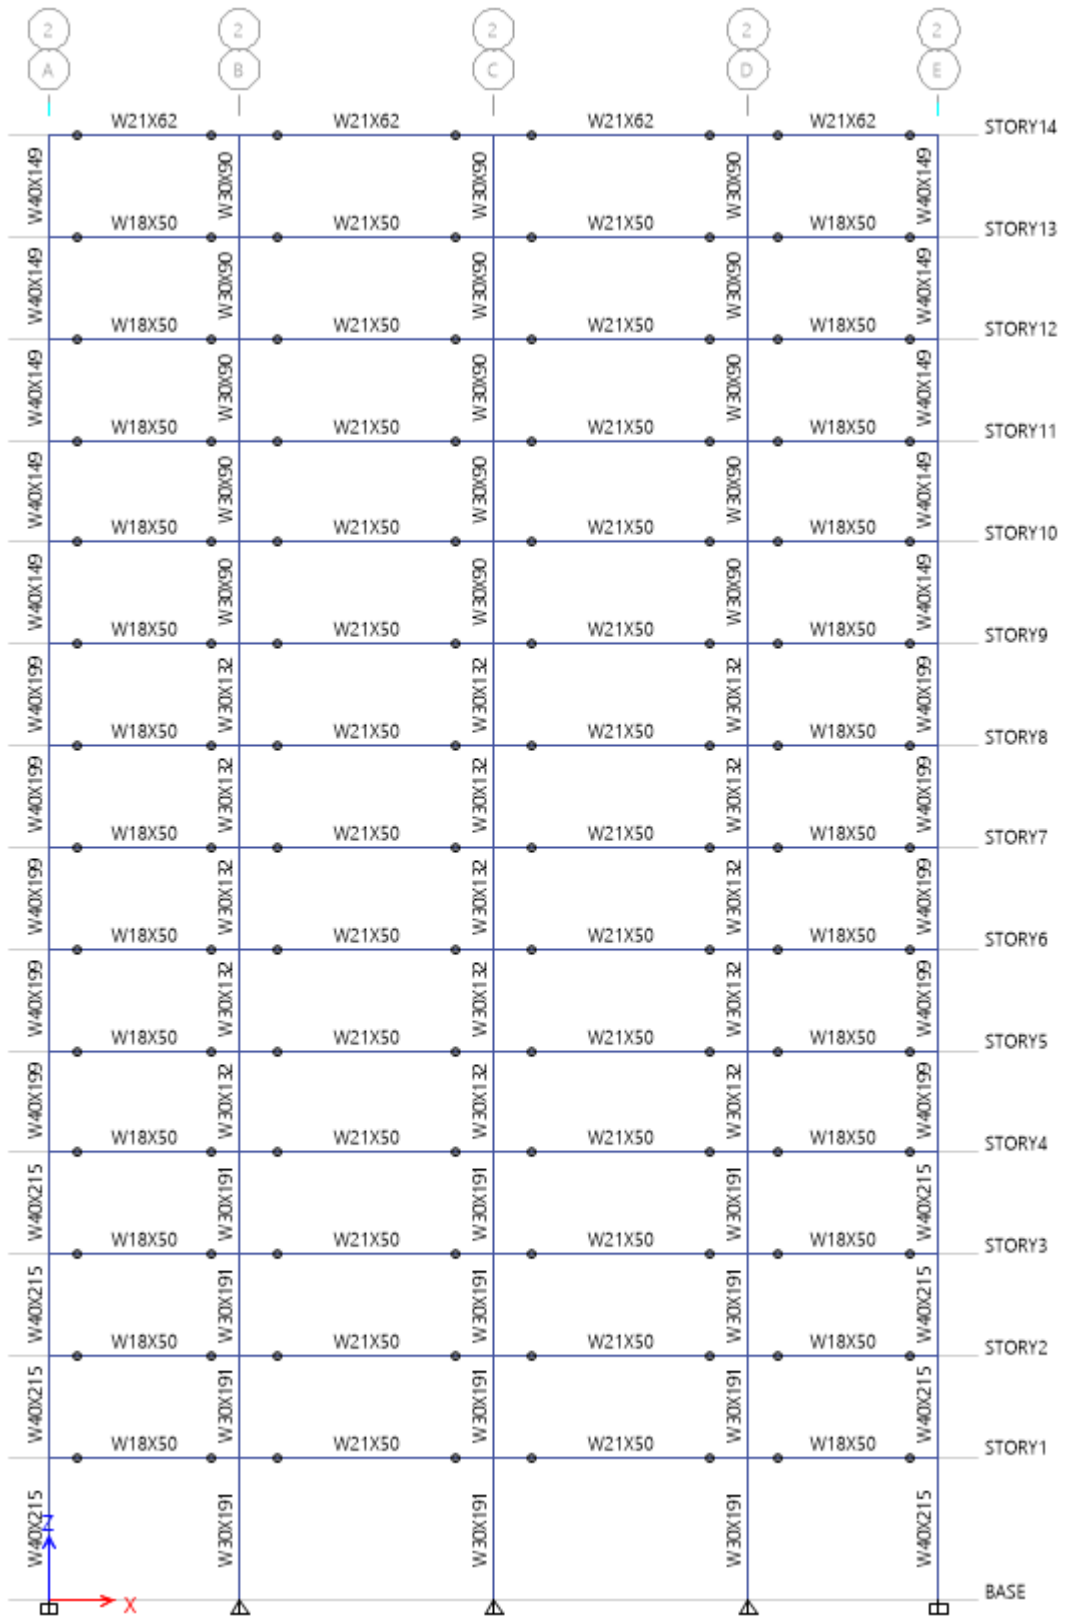 2 2 2 2 2
A B C D E
W21X62 W21X62 W21X62 W21X62 STORY14
W40X149 W30X90 W30X90 W30X90 W40X149
W18X50 W21X50 W21X50 W18X50 STORY13
W40X149 W30X90 W30X90 W30X90 W40X149
W18X50 W21X50 W21X50 W18X50 STORY12
W40X149 W30X90 W30X90 W30X90 W40X149
W18X50 W21X50 W21X50 W18X50 STORY11
W40X149 W30X90 W30X90 W30X90 W40X149
W18X50 W21X50 W21X50 W18X50 STORY10
W40X149 W30X90 W30X90 W30X90 W40X149
W18X50 W21X50 W21X50 W18X50 STORY9
W40X199 W30X132 W30X132 W30X132 W40X199
W18X50 W21X50 W21X50 W18X50 STORY8
W40X199 W30X132 W30X132 W30X132 W40X199
W18X50 W21X50 W21X50 W18X50 STORY7
W40X199 W30X132 W30X132 W30X132 W40X199
W18X50 W21X50 W21X50 W18X50 STORY6
W40X199 W30X132 W30X132 W30X132 W40X199
W18X50 W21X50 W21X50 W18X50 STORY5
W40X199 W30X132 W30X132 W30X132 W40X199
W18X50 W21X50 W21X50 W18X50 STORY4
W40X215 W30X191 W30X191 W30X191 W40X215
W18X50 W21X50 W21X50 W18X50 STORY3
W40X215 W30X191 W30X191 W30X191 W40X215
W18X50 W21X50 W21X50 W18X50 STORY2
W40X215 W30X191 W30X191 W30X191 W40X215
W18X50 W21X50 W21X50 W18X50 STORY1
W40X215 W30X191 W30X191 W30X191 W40X215
Z
X BASE